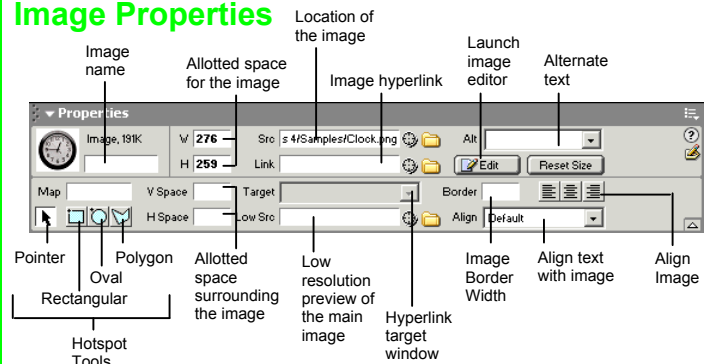 Image Properties
Location of
the image
Image
name
Allotted space
for the image
Image hyperlink
Launch
image
editor
Alternate
text
Properties
Image, 191K
W 276
Src s 4/Samples/Clock.png
Alt
H 259
Link
Edit
Reset Size
Map
V Space
Target
Border
H Space
Low Src
Align Default
Pointer
Oval
Polygon
Rectangular
Hotspot
Tools
Allotted
space
surrounding
the image
Low
resolution
preview of
the main
image
Hyperlink
target
window
Image
Border
Width
Align text
with image
Align
Image